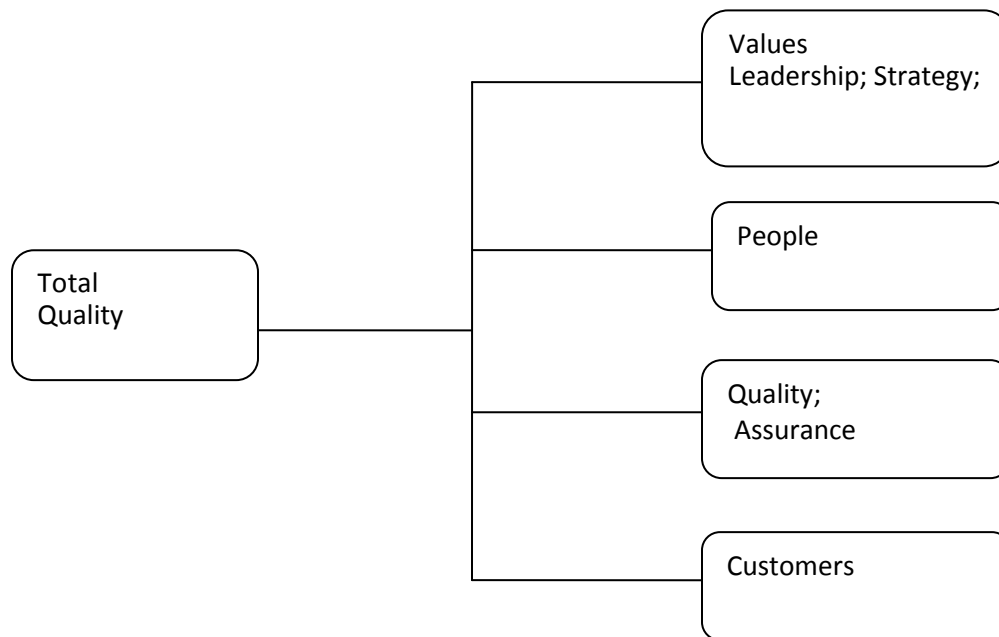 Values
Leadership; Strategy;
People
Total
Quality
Quality;
Assurance
Customers